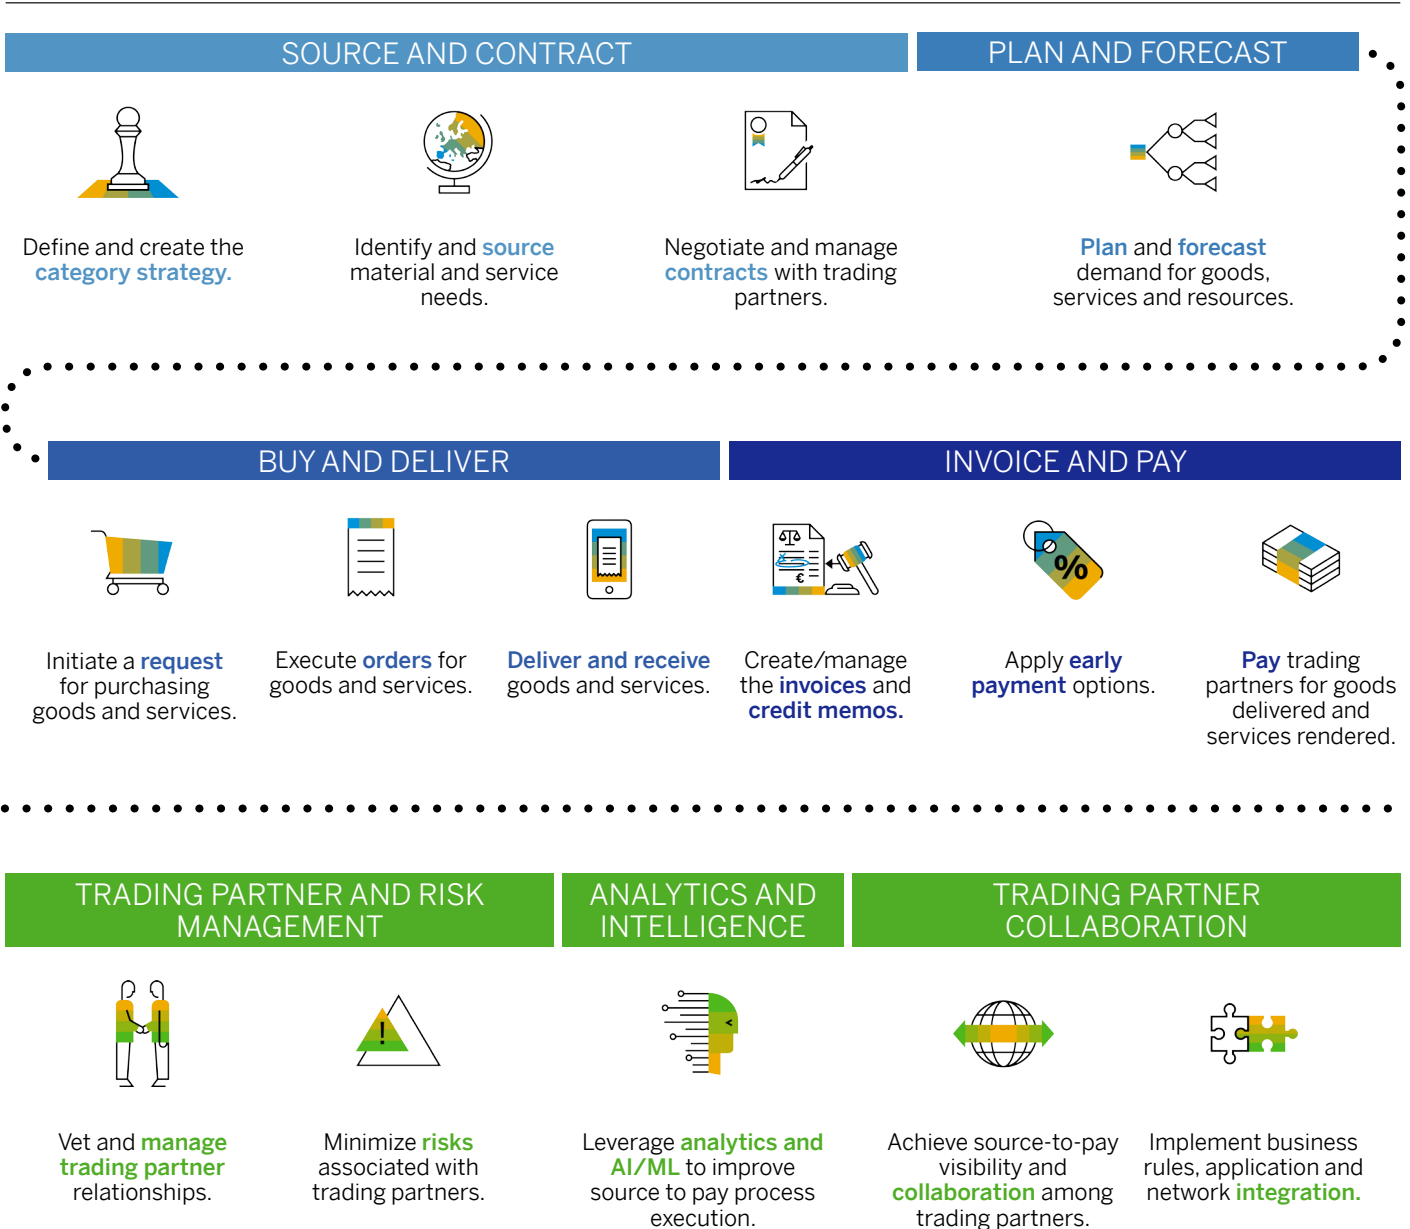 SOURCE AND CONTRACT
PLAN AND FORECAST
Define and create the
category strategy.
Identify and source
material and service
needs.
Negotiate and manage
contracts with trading
partners.
Plan and forecast
demand for goods,
services and resources.
BUY AND DELIVER
INVOICE AND PAY
€
%
Initiate a request
for purchasing
goods and services.
Execute orders for
goods and services.
Deliver and receive
goods and services.
Create/manage
the invoices and
credit memos.
Apply early
payment options.
Pay trading
partners for goods
delivered and
services rendered.
TRADING PARTNER AND RISK
MANAGEMENT
ANALYTICS AND
INTELLIGENCE
TRADING PARTNER
COLLABORATION
!
Vet and manage
trading partner
relationships.
Minimize risks
associated with
trading partners.
Leverage analytics and
AI/ML to improve
source to pay process
execution.
Achieve source-to-pay
visibility and
collaboration among
trading partners.
Implement business
rules, application and
network integration.